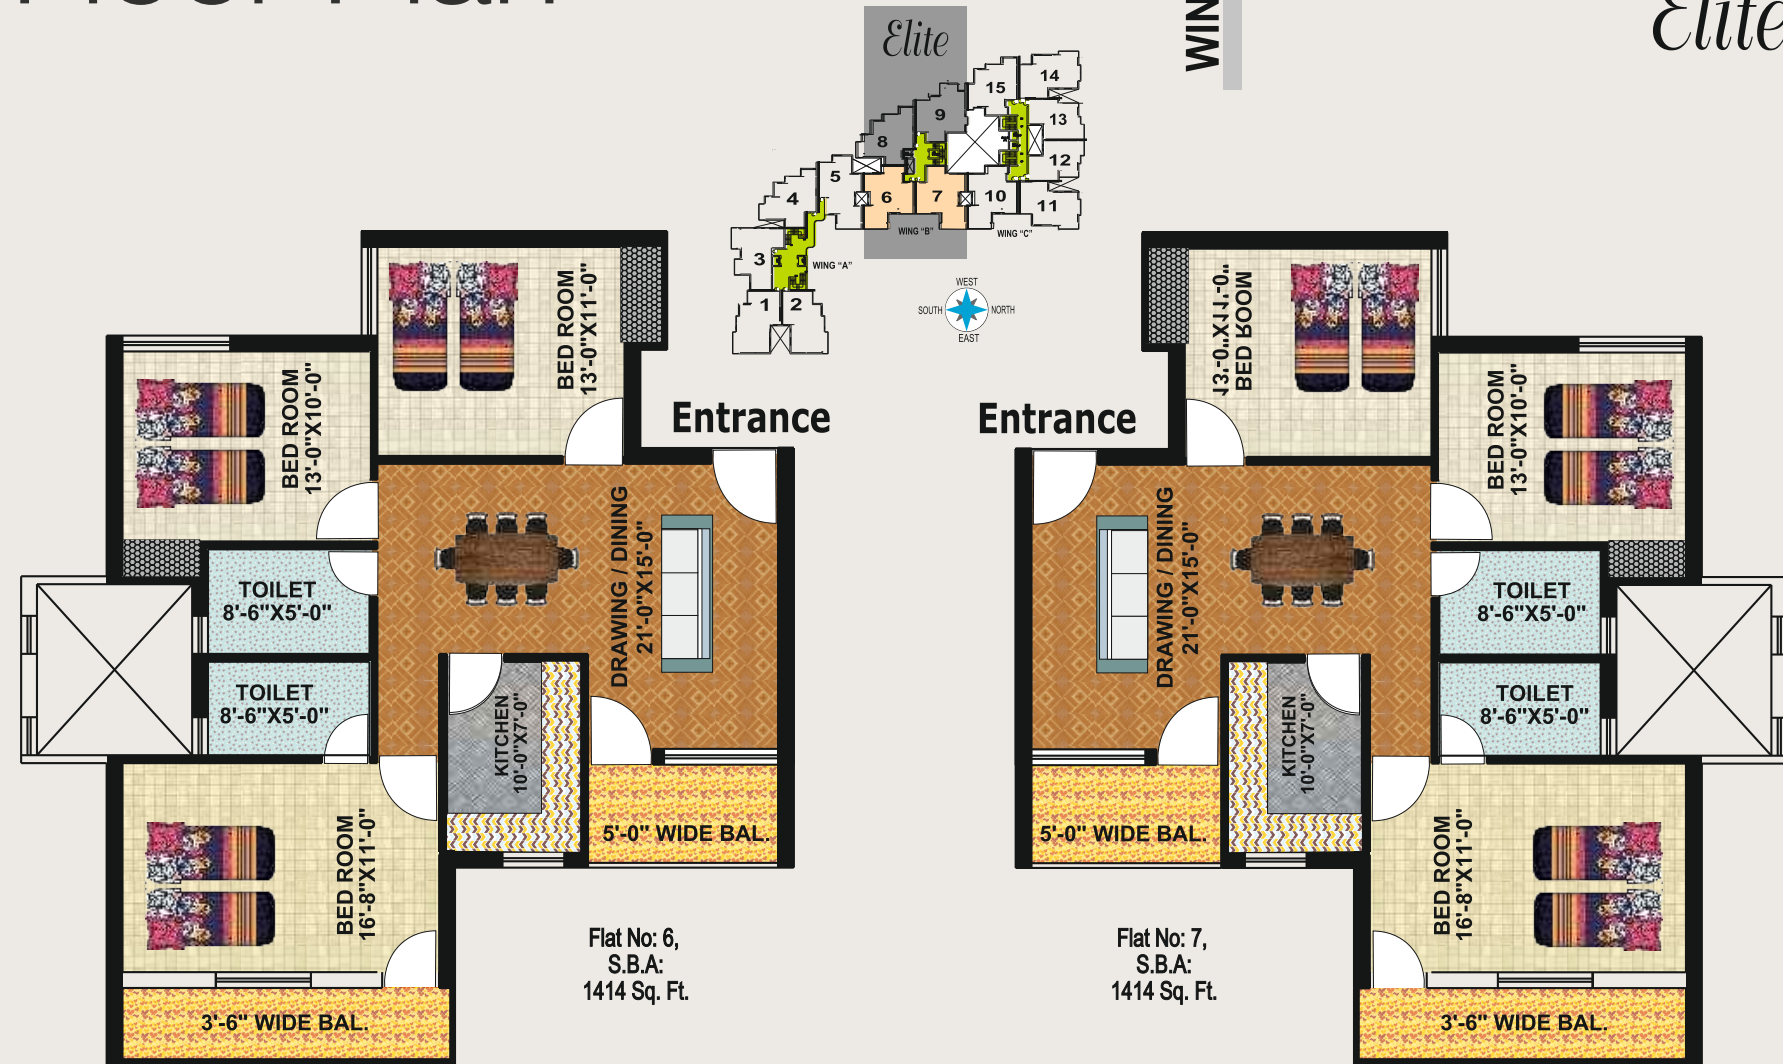 Floor Plan
WIN
Elite
Elite
15
14
9
13
8
12
5
6
7
10
11
4
WING "B"
WING "C"
3
WING "A"
1
2
WEST
SOUTH
NORTH
EAST
BED ROOM
13'-0"X11'-0"
BED ROOM
13'-0"X10'-0"
Entrance
DRAWING / DINING
21'-0"X15'-0"
TOILET
8'-6"X5'-0"
TOILET
8'-6"X5'-0"
KITCHEN
10'-0"X7'-0"
5'-0" WIDE BAL.
BED ROOM
16'-8"X11'-0"
3'-6" WIDE BAL.
Flat No: 6,
S.B.A:
1414 Sq. Ft.
13.-0.,X11.-0.,
BED ROOM
BED ROOM
13'-0"X10'-0"
Entrance
DRAWING / DINING
21'-0"X15'-0"
TOILET
8'-6"X5'-0"
TOILET
8'-6"X5'-0"
KITCHEN
10'-0"X7'-0"
5'-0" WIDE BAL.
BED ROOM
16'-8"X11'-0"
3'-6" WIDE BAL.
Flat No: 7,
S.B.A:
1414 Sq. Ft.